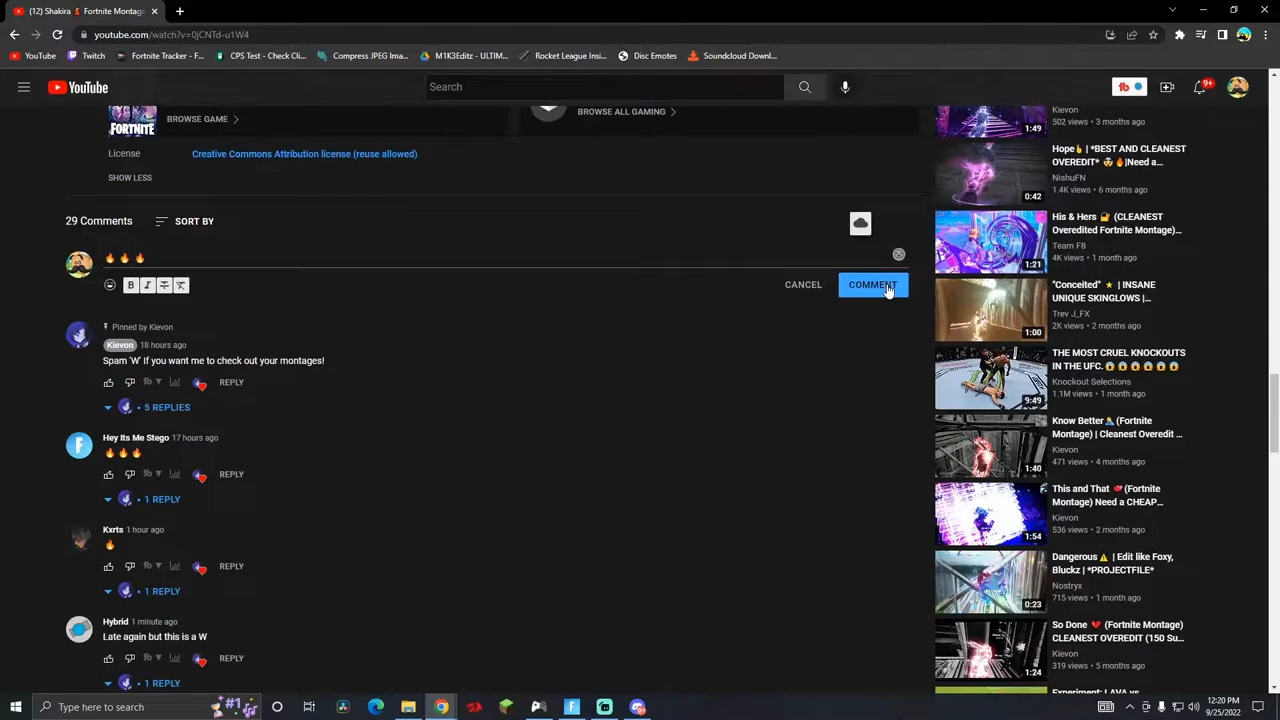 (12) Shakira 💃 Fortnite Montag
youtube.com/watch?v=0jCNTd-u1W4
YouTube
Twitch
Fortnite Tracker - F...
CPS Test - Check Cli...
Compress JPEG Ima...
M1K3Editz - ULTIM...
Rocket League Insi...
Disc Emotes
Soundcloud Downl...
YouTube
Search
tb
9+
FORTNITE
BROWSE GAME
BROWSE ALL GAMING
License
Creative Commons Attribution license (reuse allowed)
SHOW LESS
29 Comments
SORT BY
🔥🔥🔥
B I T T
CANCEL
COMMENT
Pinned by Kievon
Kievon 18 hours ago
Spam 'W' If you want me to check out your montages!
REPLY
• 5 REPLIES
Hey Its Me Stego 17 hours ago
🔥🔥🔥
REPLY
• 1 REPLY
Kxrts 1 hour ago
🔥
REPLY
• 1 REPLY
Hybrid 1 minute ago
Late again but this is a W
REPLY
• 1 REPLY
1:49
Kievon
502 views • 3 months ago
0:42
Hope🤞| *BEST AND CLEANEST
OVEREDIT* 🤯🔥|Need a...
NishuFN
1.4K views • 6 months ago
1:21
His & Hers 🔐 (CLEANEST
Overedited Fortnite Montage)...
Team F8
4K views • 1 month ago
1:00
"Conceited" ⭐ | INSANE
UNIQUE SKINGLOWS |...
Trev J_FX
2K views • 2 months ago
9:49
THE MOST CRUEL KNOCKOUTS
IN THE UFC.😱😱😱😱😱😱
Knockout Selections
1.1M views • 1 month ago
1:40
Know Better🤷‍♂️(Fortnite
Montage) | Cleanest Overedit ...
Kievon
471 views • 4 months ago
1:54
This and That 💔(Fortnite
Montage) Need a CHEAP...
Kievon
536 views • 2 months ago
0:23
Dangerous⚠️ | Edit like Foxy,
Bluckz | *PROJECTFILE*
Nostryx
715 views • 1 month ago
1:24
So Done 💔 (Fortnite Montage)
CLEANEST OVEREDIT (150 Su...
Kievon
319 views • 5 months ago
Type here to search
12:20 PM
9/25/2022